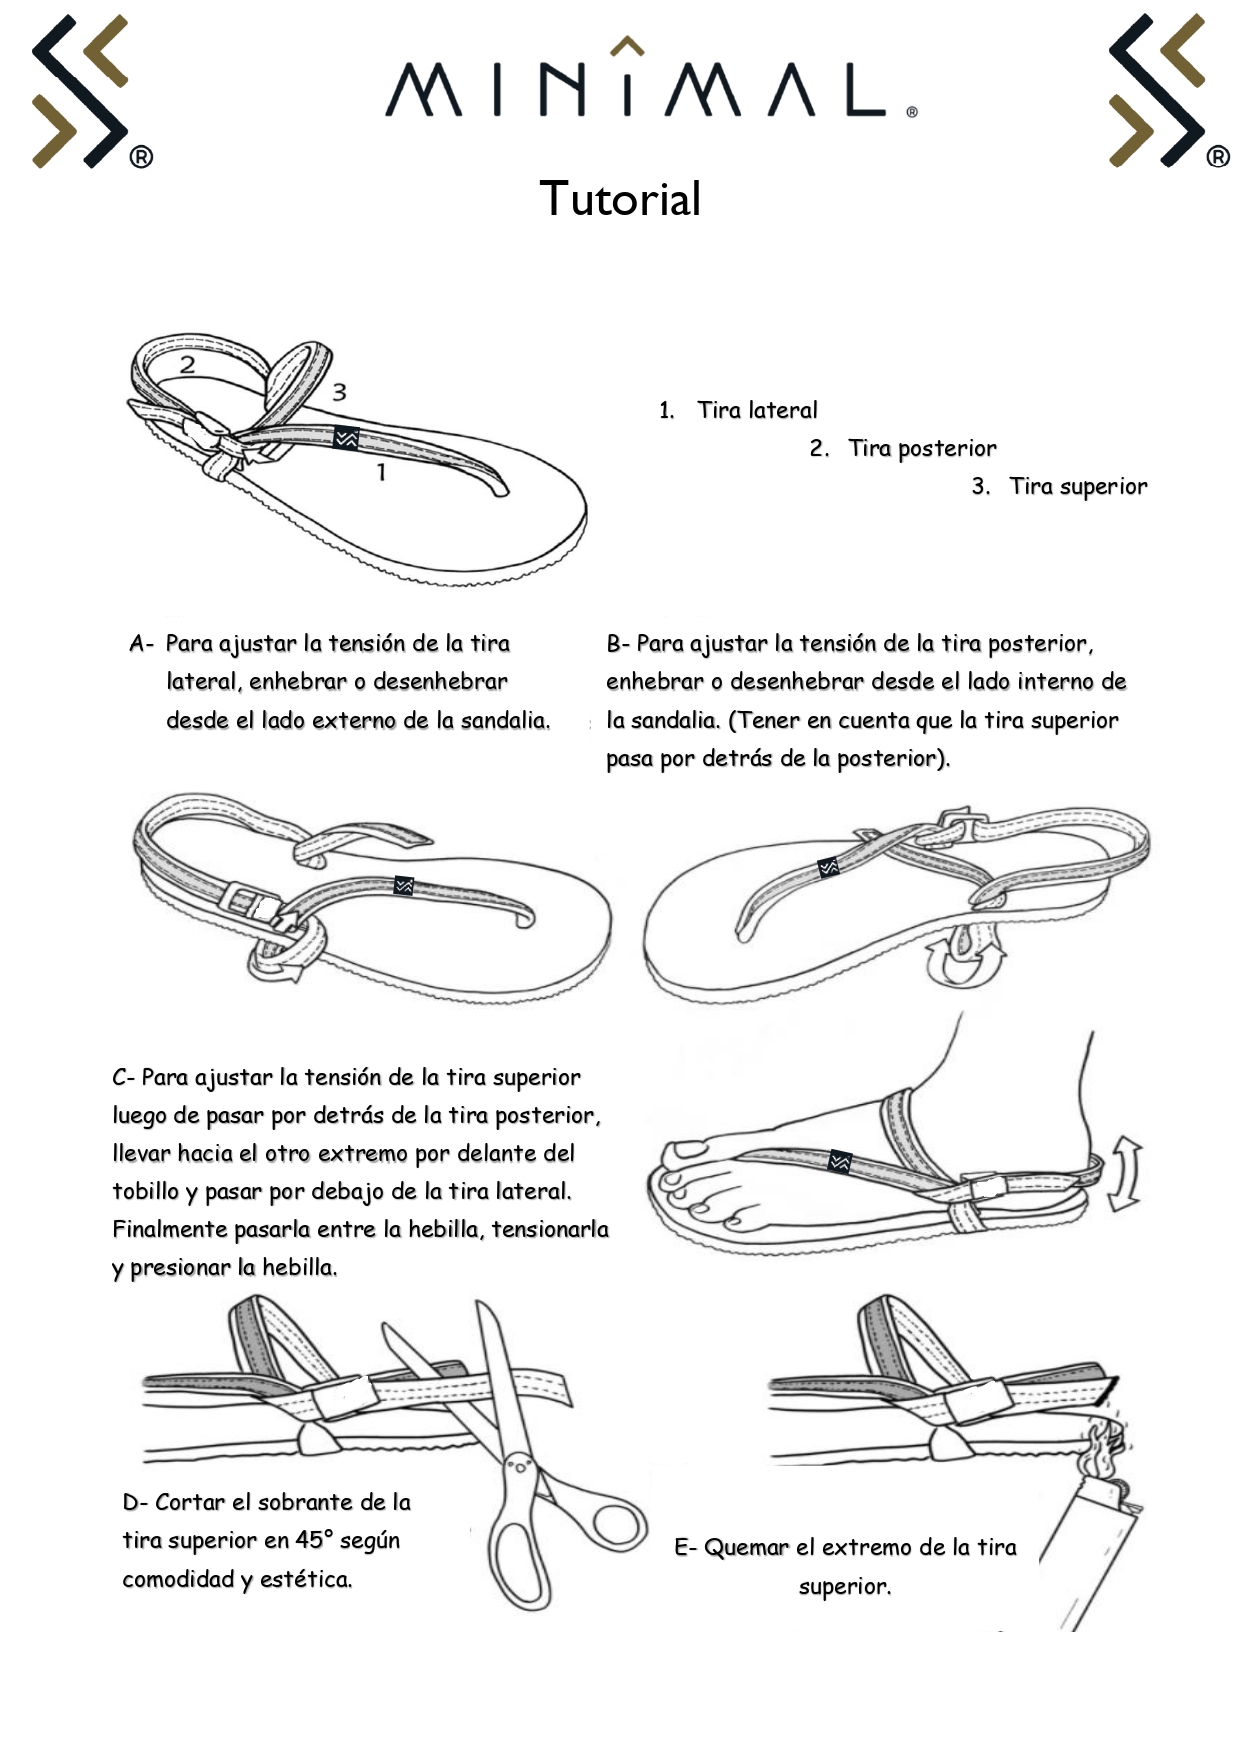 MINÎMAL®
®
®
Tutorial
2
3
1
1. Tira lateral
2. Tira posterior
3. Tira superior
A- Para ajustar la tensión de la tira
lateral, enhebrar o desenhebrar
desde el lado externo de la sandalia.
B- Para ajustar la tensión de la tira posterior,
enhebrar o desenhebrar desde el lado interno de
la sandalia. (Tener en cuenta que la tira superior
pasa por detrás de la posterior).
C- Para ajustar la tensión de la tira superior
luego de pasar por detrás de la tira posterior,
llevar hacia el otro extremo por delante del
tobillo y pasar por debajo de la tira lateral.
Finalmente pasarla entre la hebilla, tensionarla
y presionar la hebilla.
D- Cortar el sobrante de la
tira superior en 45° según
comodidad y estética.
E- Quemar el extremo de la tira
superior.